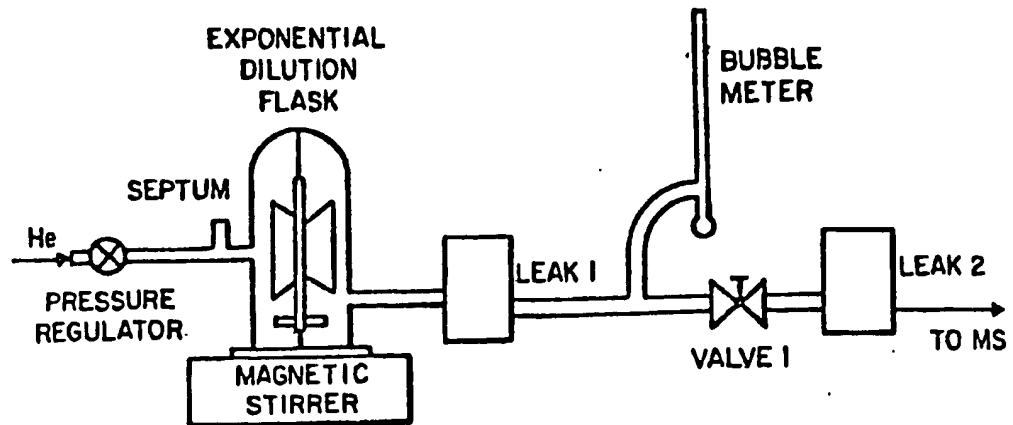 EXPONENTIAL
DILUTION
FLASK
BUBBLE
METER
SEPTUM
He
PRESSURE
REGULATOR
LEAK 1
LEAK 2
VALVE 1
TO MS
MAGNETIC
STIRRER